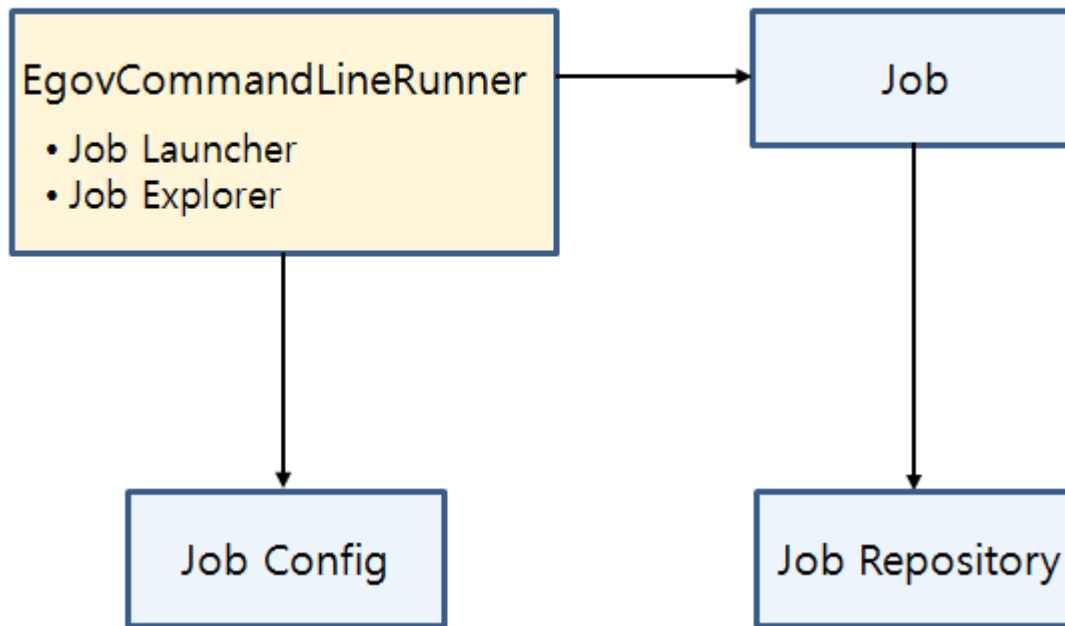 EgovCommandLineRunner
• Job Launcher
• Job Explorer
Job
Job Config
Job Repository